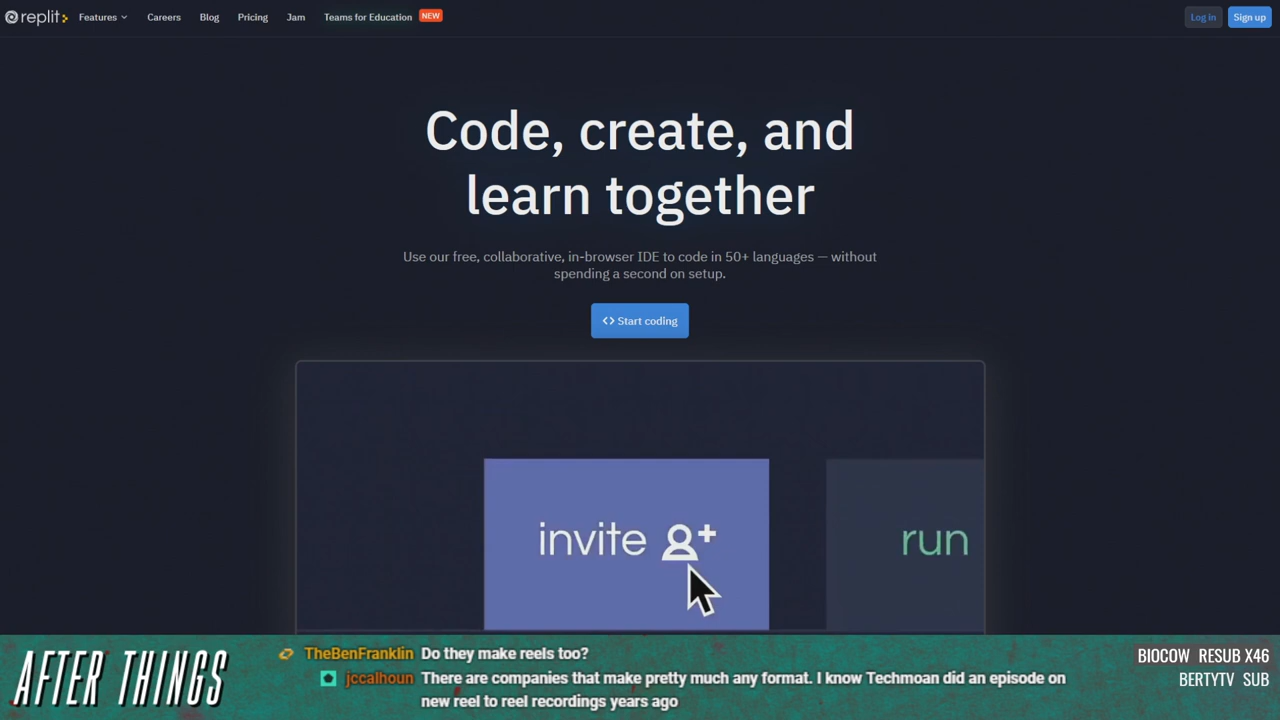 replit
Features
Careers
Blog
Pricing
Jam
Teams for Education
NEW
Log in
Sign up
Code, create, and
learn together
Use our free, collaborative, in-browser IDE to code in 50+ languages — without
spending a second on setup.
<> Start coding
invite
run
AFTER THINGS
TheBenFranklin Do they make reels too?
jccalhoun There are companies that make pretty much any format. I know Techmoan did an episode on
new reel to reel recordings years ago
BIOCOW RESUB X46
BERTYTV SUB